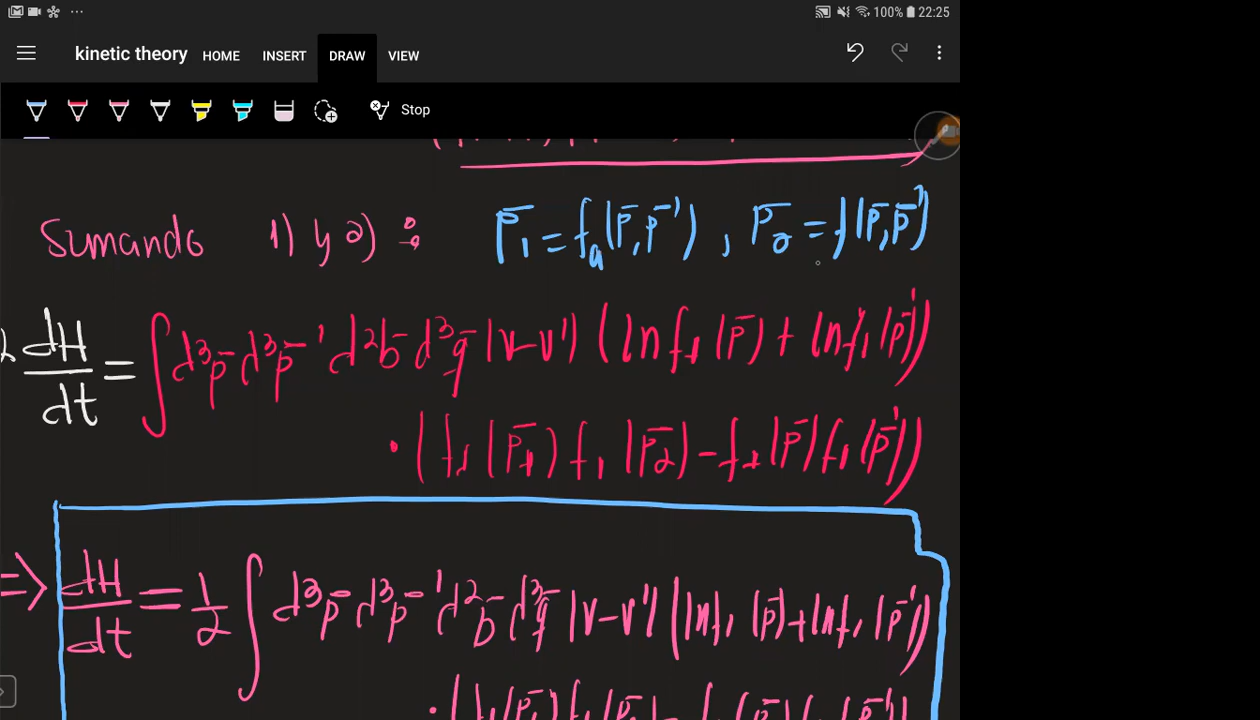 100% 22:25
kinetic theory HOME INSERT DRAW VIEW
Stop
Sumando 1) y 2) : p̄₁ = fₐ(p̄, p̄'), p̄₂ = f(p̄, p̄')
2 dH/dt = ∫ d³p̄ d³p̄' d²b̄ d³q̄ |v-v'| (ln f₁(p̄) + ln f₁(p̄'))
· (f₁(p̄₁) f₁(p̄₂) - f₁(p̄) f₁(p̄'))
=> dH/dt = 1/2 ∫ d³p̄ d³p̄' d²b̄ d³q̄ |v-v'| (ln f₁(p̄) + ln f₁(p̄'))